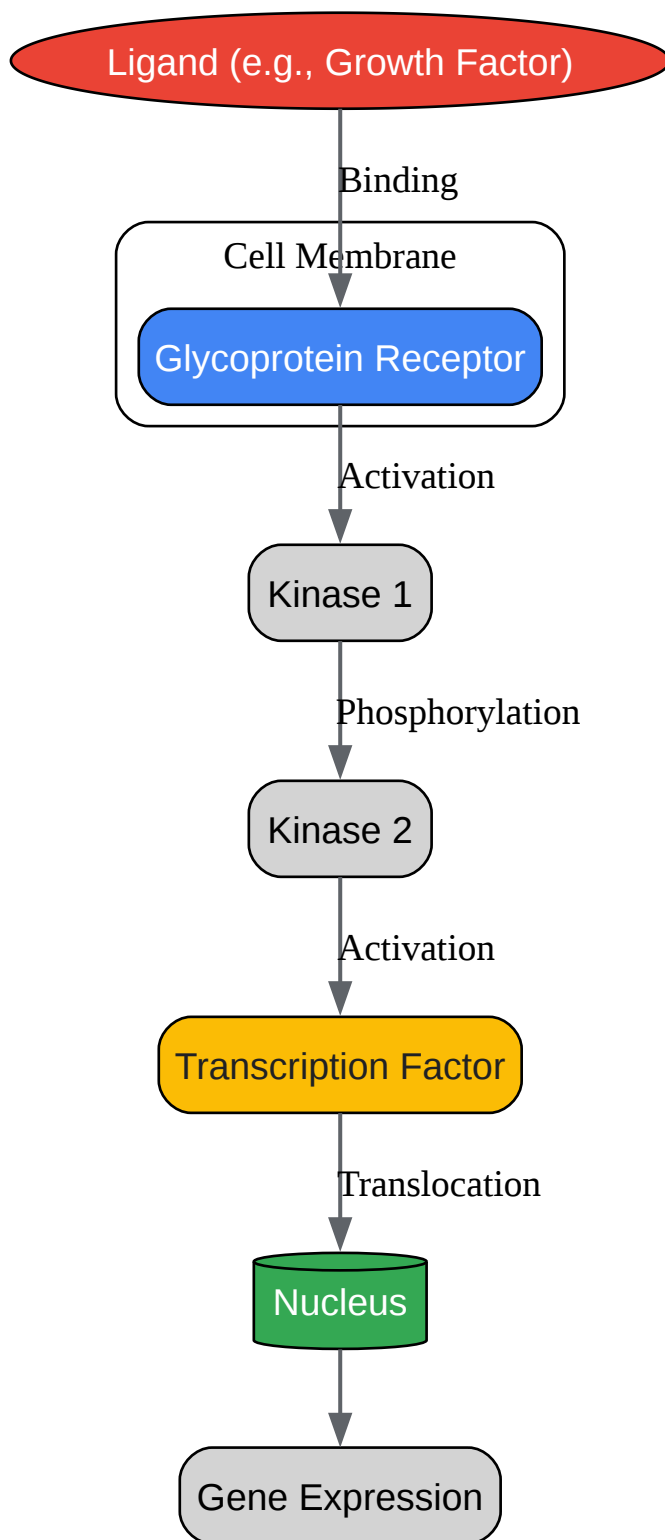 Ligand (e.g., Growth Factor)
Binding
Cell Membrane
Glycoprotein Receptor
Activation
Kinase 1
Phosphorylation
Kinase 2
Activation
Transcription Factor
Translocation
Nucleus
Gene Expression